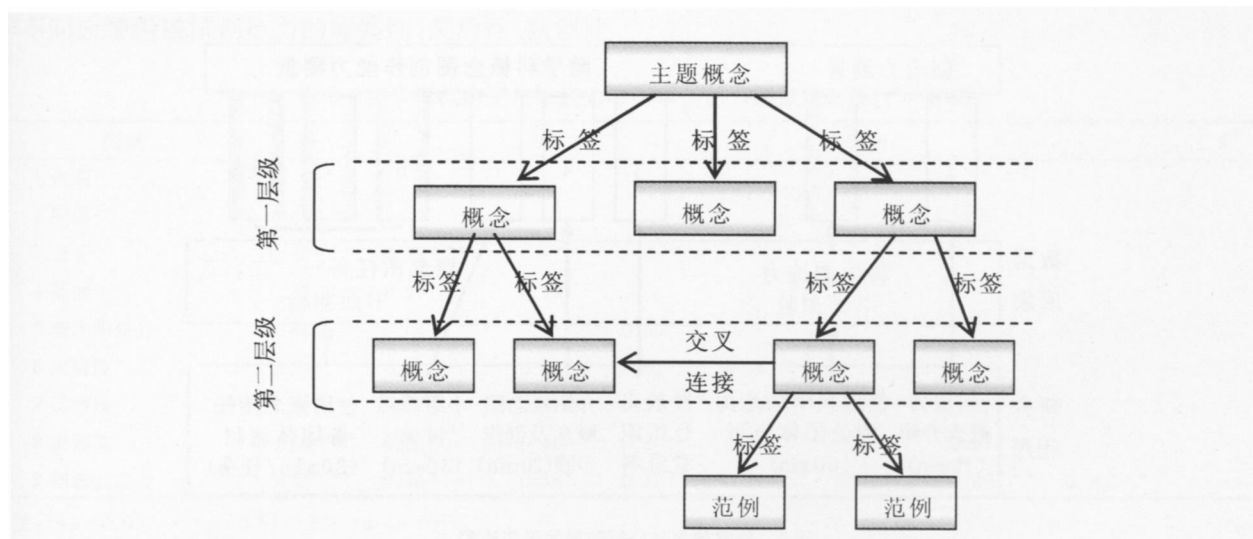 主题概念
标签 标签 标签
第一层级
概念 概念 概念
标签 标签 标签 标签
第二层级
概念 概念 交叉 概念 概念
连接
标签 标签
范例 范例